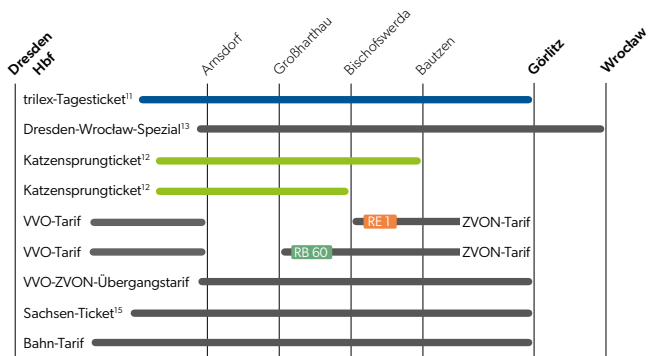 Dresden
Hbf
Arnsdorf
Großharthau
Bischofswerda
Bautzen
Görlitz
Wrocław
trilex-Tagesticket¹¹
Dresden-Wrocław-Spezial¹³
Katzensprungticket¹²
Katzensprungticket¹²
VVO-Tarif RE 1 ZVON-Tarif
VVO-Tarif RB 60 ZVON-Tarif
VVO-ZVON-Übergangstarif
Sachsen-Ticket¹⁵
Bahn-Tarif